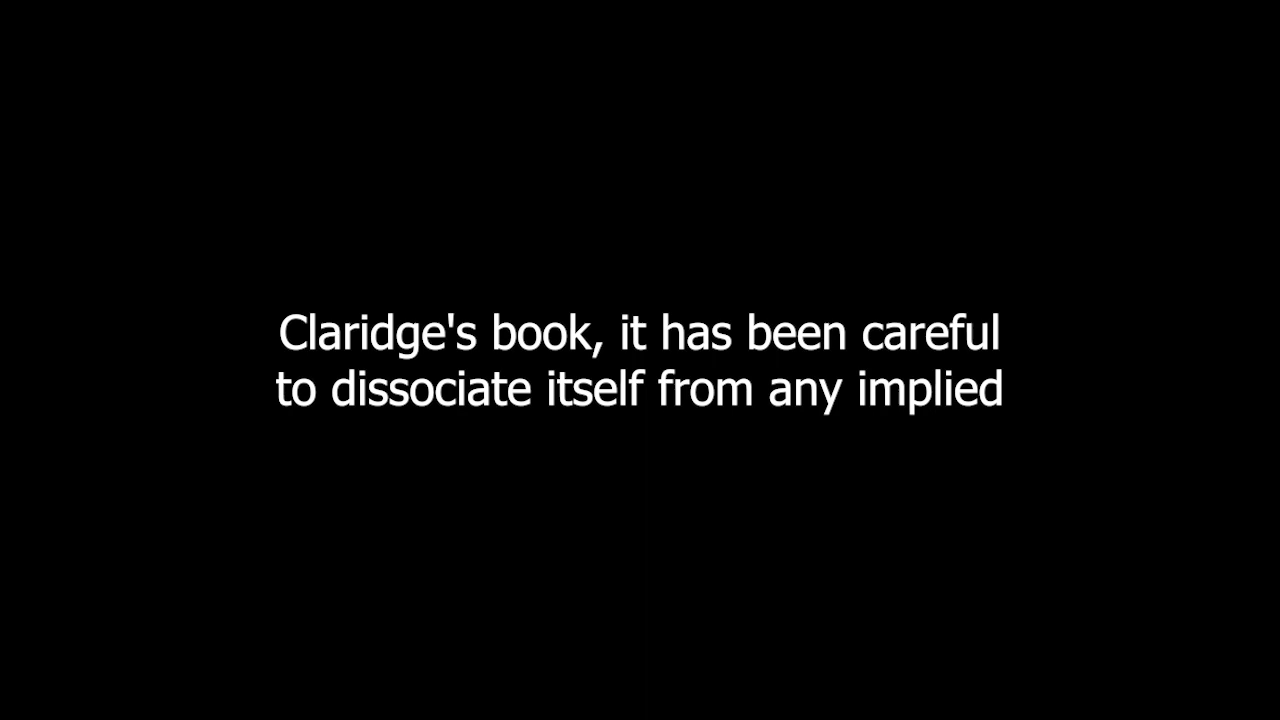 Claridge's book, it has been careful
to dissociate itself from any implied